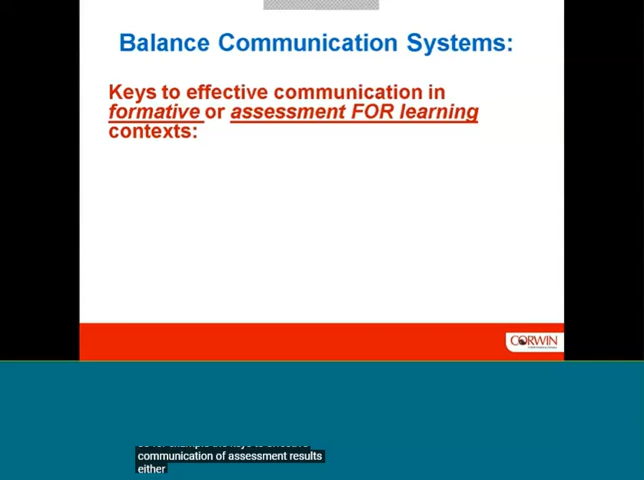 Balance Communication Systems:
Keys to effective communication in
formative or assessment FOR learning
contexts:
CORWIN
communication of assessment results
either